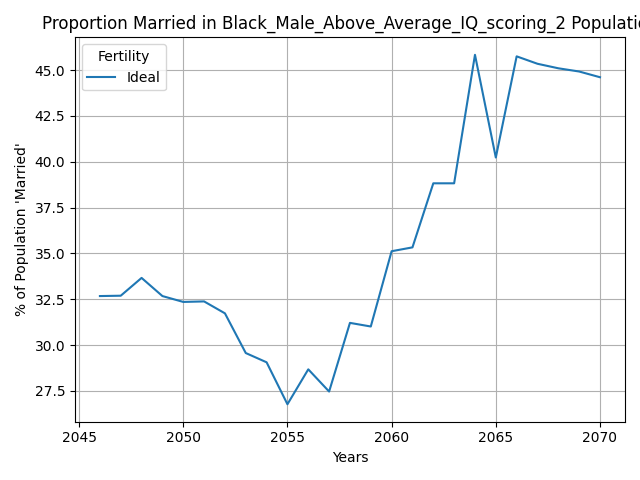 Proportion Married in Black_Male_Above_Average_IQ_scoring_2 Populatio
Fertility
Ideal
45.0
42.5
40.0
37.5
35.0
32.5
30.0
27.5
% of Population 'Married'
2045 2050 2055 2060 2065 2070
Years